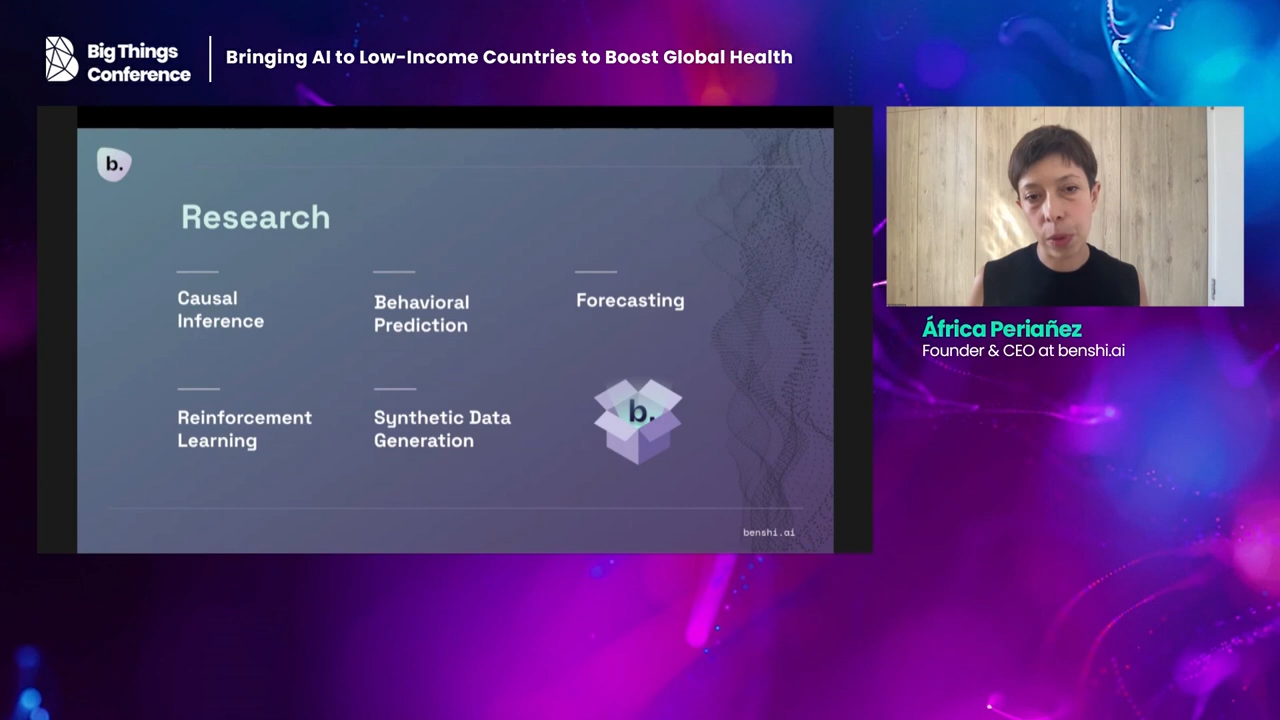 Big Things
Conference
Bringing AI to Low-Income Countries to Boost Global Health
b.
Research
Causal
Inference
Behavioral
Prediction
Forecasting
Reinforcement
Learning
Synthetic Data
Generation
b.
benshi.ai
África Periañez
Founder & CEO at benshi.ai